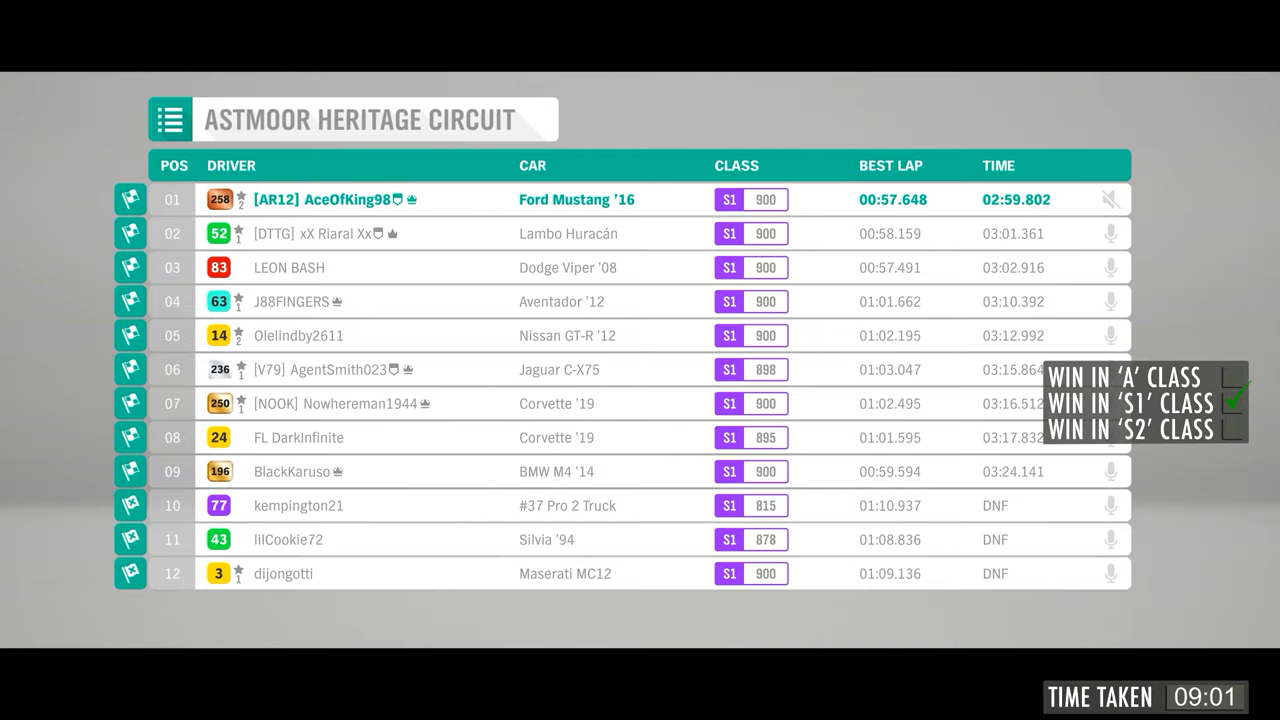 ASTMOOR HERITAGE CIRCUIT
POS DRIVER CAR CLASS BEST LAP TIME
01 258 2 [AR12] AceOfKing98 Ford Mustang '16 S1 900 00:57.648 02:59.802
02 52 1 [DTTG] xX Riaral Xx Lambo Huracán S1 900 00:58.159 03:01.361
03 83 LEON BASH Dodge Viper '08 S1 900 00:57.491 03:02.916
04 63 1 J88FINGERS Aventador '12 S1 900 01:01.662 03:10.392
05 14 2 Olelindby2611 Nissan GT-R '12 S1 900 01:02.195 03:12.992
06 236 1 [V79] AgentSmith023 Jaguar C-X75 S1 898 01:03.047 03:15.864
07 250 1 [NOOK] Nowhereman1944 Corvette '19 S1 900 01:02.495 03:16.512
08 24 FL DarkInfinite Corvette '19 S1 895 01:01.595 03:17.832
09 196 BlackKaruso BMW M4 '14 S1 900 00:59.594 03:24.141
10 77 kempington21 #37 Pro 2 Truck S1 815 01:10.937 DNF
11 43 lilCookie72 Silvia '94 S1 878 01:08.836 DNF
12 3 1 dijongotti Maserati MC12 S1 900 01:09.136 DNF
WIN IN 'A' CLASS
WIN IN 'S1' CLASS
WIN IN 'S2' CLASS
TIME TAKEN 09:01